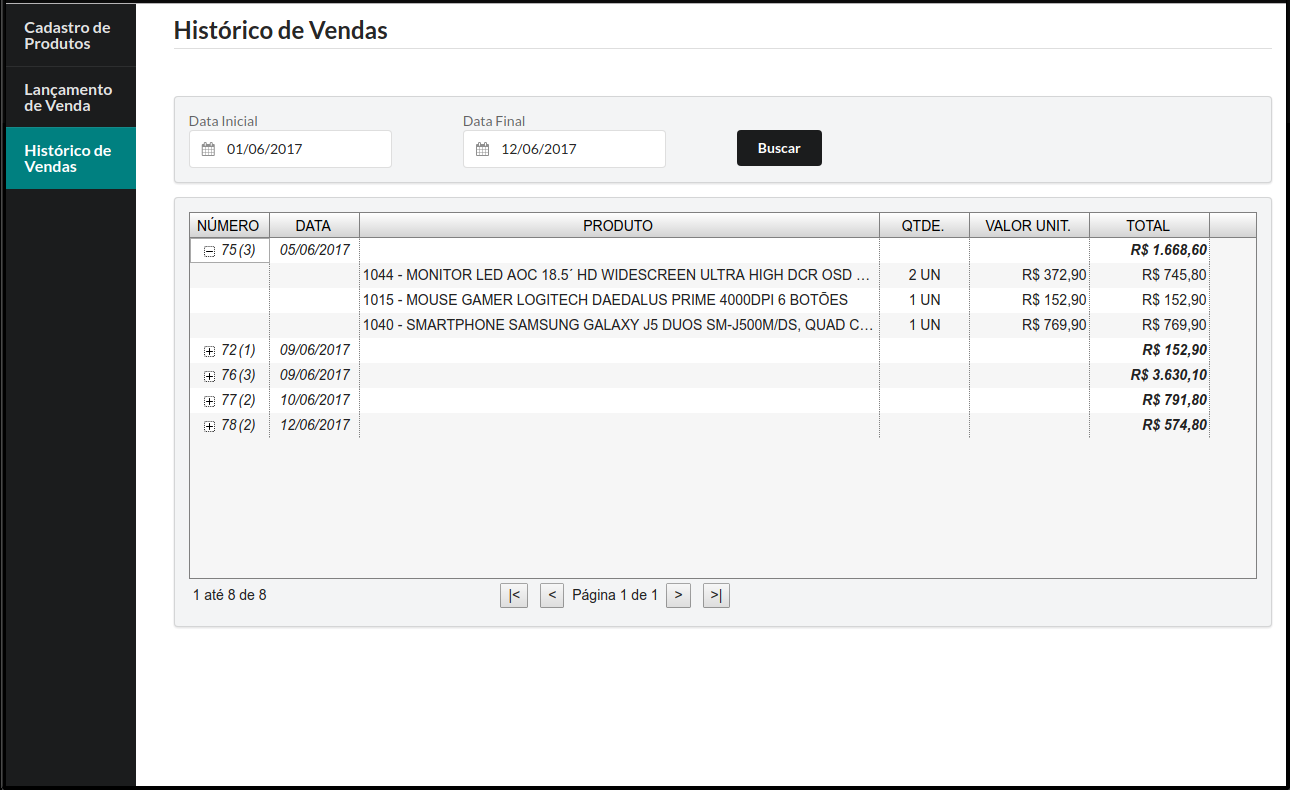 Cadastro de
Produtos
Lançamento
de Venda
Histórico de
Vendas
Histórico de Vendas
Data Inicial Data Final
01/06/2017 12/06/2017 Buscar
NÚMERO DATA PRODUTO QTDE. VALOR UNIT. TOTAL
75 (3) 05/06/2017 R$ 1.668,60
1044 - MONITOR LED AOC 18.5´ HD WIDESCREEN ULTRA HIGH DCR OSD ... 2 UN R$ 372,90 R$ 745,80
1015 - MOUSE GAMER LOGITECH DAEDALUS PRIME 4000DPI 6 BOTÕES 1 UN R$ 152,90 R$ 152,90
1040 - SMARTPHONE SAMSUNG GALAXY J5 DUOS SM-J500M/DS, QUAD C... 1 UN R$ 769,90 R$ 769,90
72 (1) 09/06/2017 R$ 152,90
76 (3) 09/06/2017 R$ 3.630,10
77 (2) 10/06/2017 R$ 791,80
78 (2) 12/06/2017 R$ 574,80
1 até 8 de 8 |< < Página 1 de 1 > >|